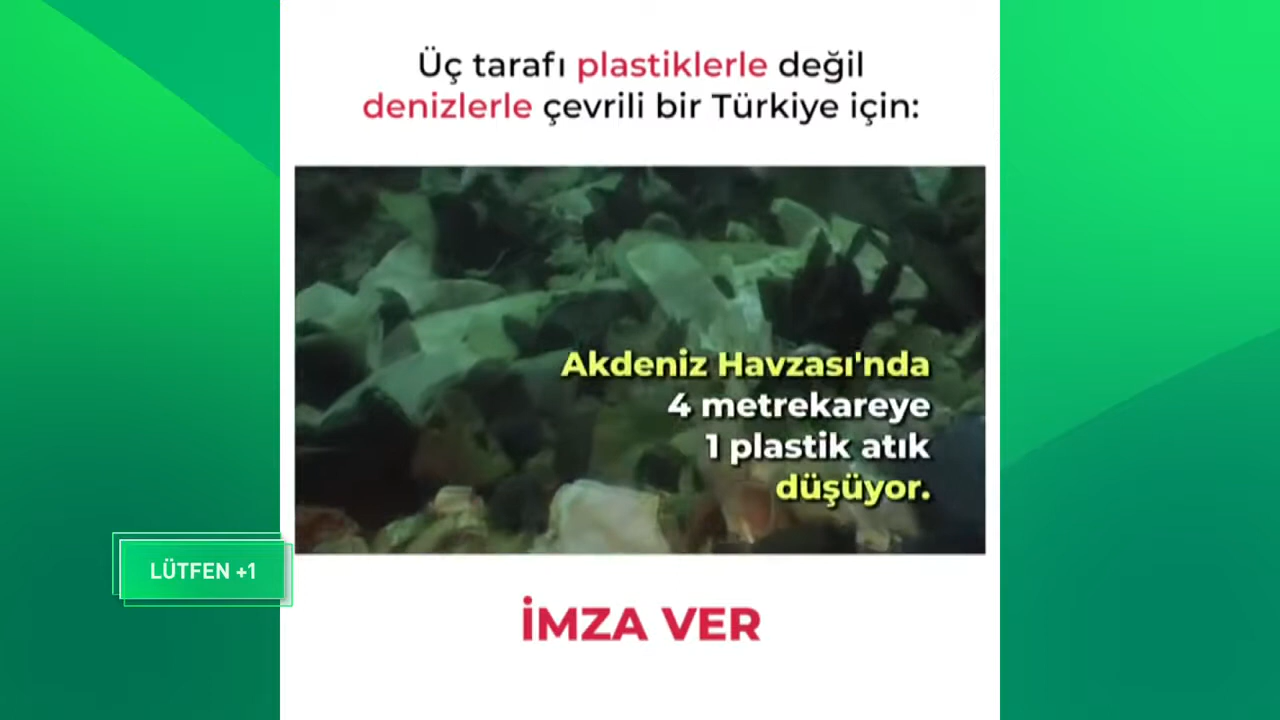 Üç tarafı plastiklerle değil
denizlerle çevrili bir Türkiye için:
Akdeniz Havzası'nda
4 metrekareye
1 plastik atık
düşüyor.
LÜTFEN +1
İMZA VER